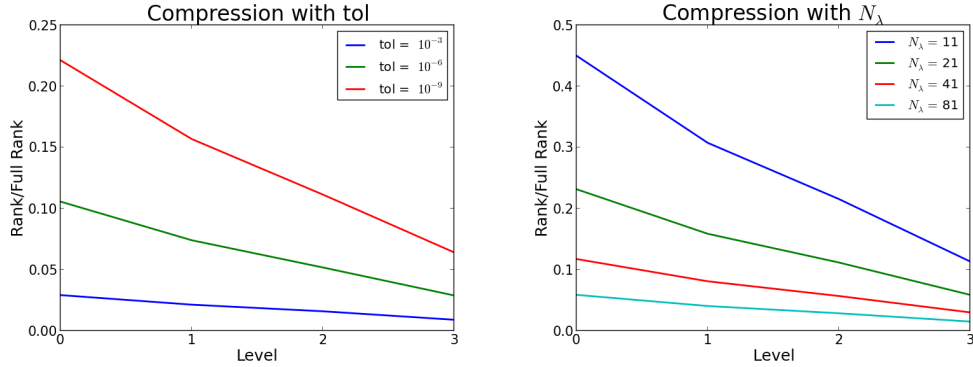 Compression with tol
0.25
0.20
0.15
0.10
0.05
0.00
Rank/Full Rank
tol = 10^{-3}
tol = 10^{-6}
tol = 10^{-9}
0 1 2 3
Level
Compression with N_λ
0.5
0.4
0.3
0.2
0.1
0.0
Rank/Full Rank
N_λ = 11
N_λ = 21
N_λ = 41
N_λ = 81
0 1 2 3
Level